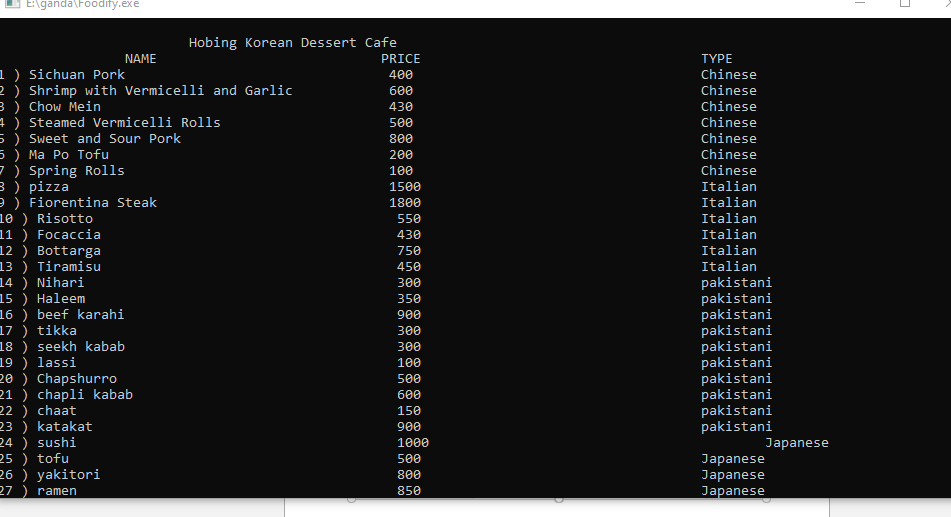 E:\ganda\Foodify.exe
Hobing Korean Dessert Cafe
NAME PRICE TYPE
1 ) Sichuan Pork 400 Chinese
2 ) Shrimp with Vermicelli and Garlic 600 Chinese
3 ) Chow Mein 430 Chinese
4 ) Steamed Vermicelli Rolls 500 Chinese
5 ) Sweet and Sour Pork 800 Chinese
6 ) Ma Po Tofu 200 Chinese
7 ) Spring Rolls 100 Chinese
8 ) pizza 1500 Italian
9 ) Fiorentina Steak 1800 Italian
10 ) Risotto 550 Italian
11 ) Focaccia 430 Italian
12 ) Bottarga 750 Italian
13 ) Tiramisu 450 Italian
14 ) Nihari 300 pakistani
15 ) Haleem 350 pakistani
16 ) beef karahi 900 pakistani
17 ) tikka 300 pakistani
18 ) seekh kabab 300 pakistani
19 ) lassi 100 pakistani
20 ) Chapshurro 500 pakistani
21 ) chapli kabab 600 pakistani
22 ) chaat 150 pakistani
23 ) katakat 900 pakistani
24 ) sushi 1000 Japanese
25 ) tofu 500 Japanese
26 ) yakitori 800 Japanese
27 ) ramen 850 Japanese